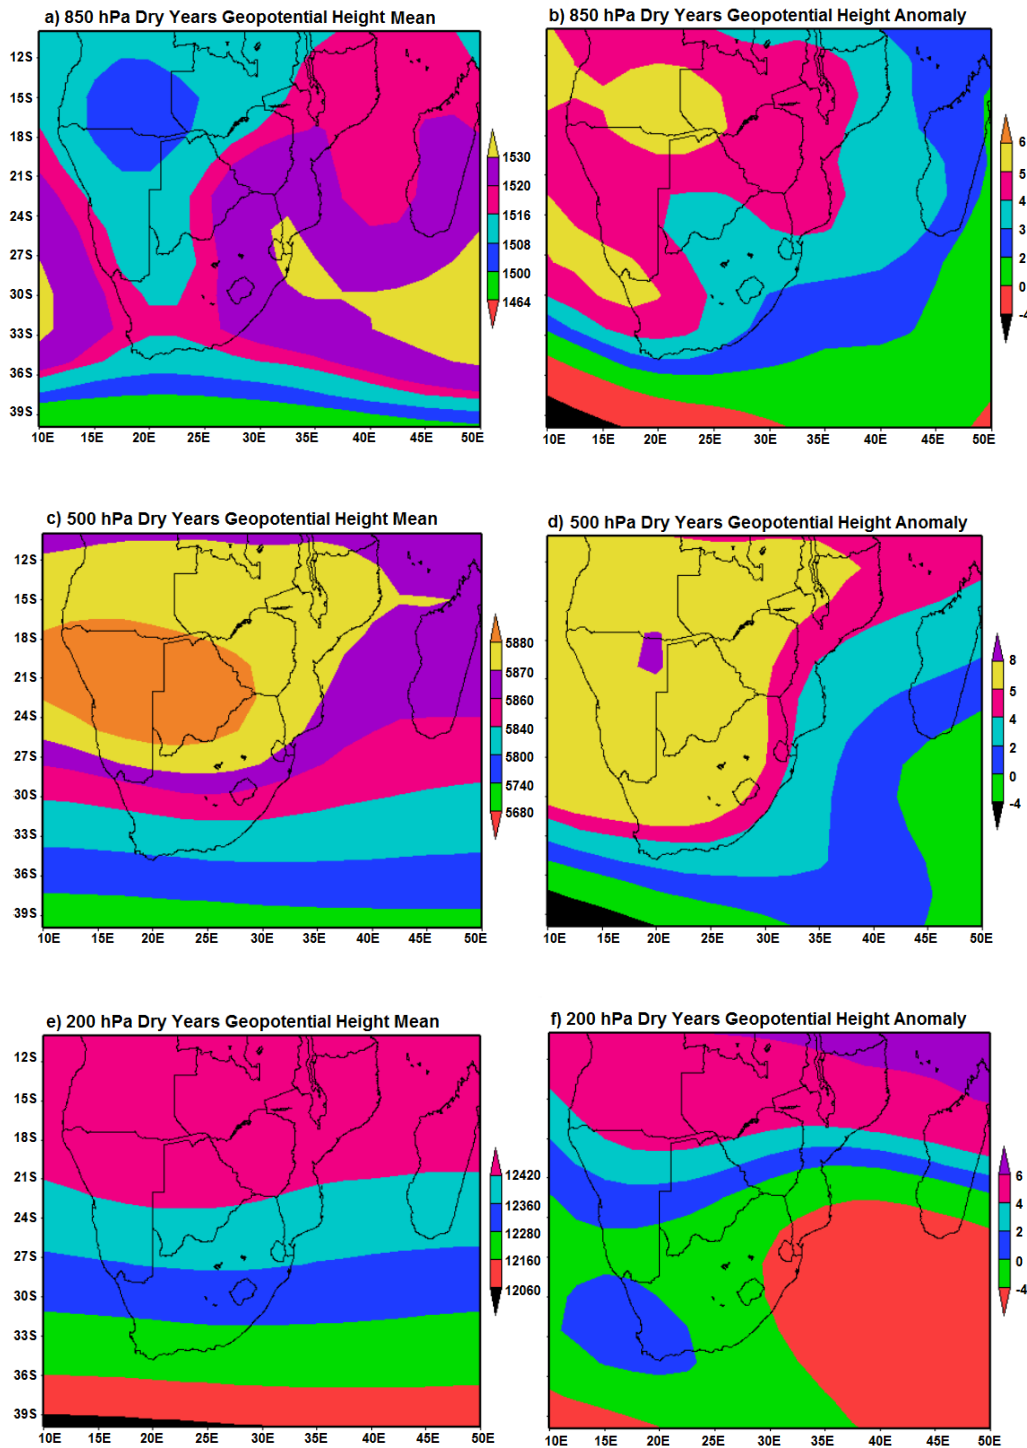 a) 850 hPa Dry Years Geopotential Height Mean
12S
15S
18S
21S
24S
27S
30S
33S
36S
39S
10E 15E 20E 25E 30E 35E 40E 45E 50E
1530
1520
1516
1508
1500
1464
b) 850 hPa Dry Years Geopotential Height Anomaly
10E 15E 20E 25E 30E 35E 40E 45E 50E
6
5
4
3
2
0
-4
c) 500 hPa Dry Years Geopotential Height Mean
12S
15S
18S
21S
24S
27S
30S
33S
36S
39S
10E 15E 20E 25E 30E 35E 40E 45E 50E
5880
5870
5860
5840
5800
5740
5680
d) 500 hPa Dry Years Geopotential Height Anomaly
10E 15E 20E 25E 30E 35E 40E 45E 50E
8
5
4
2
0
-4
e) 200 hPa Dry Years Geopotential Height Mean
12S
15S
18S
21S
24S
27S
30S
33S
36S
39S
10E 15E 20E 25E 30E 35E 40E 45E 50E
12420
12360
12280
12160
12060
f) 200 hPa Dry Years Geopotential Height Anomaly
10E 15E 20E 25E 30E 35E 40E 45E 50E
6
4
2
0
-4